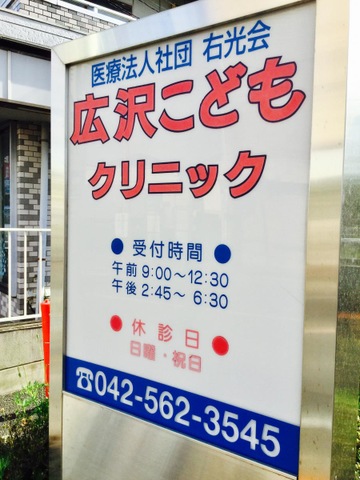 医療法人社団 右光会
広沢こども
クリニック
● 受付時間 ●
午前 9:00～12:30
午後 2:45～ 6:30
● 休診日 ●
日曜・祝日
☎042-562-3545